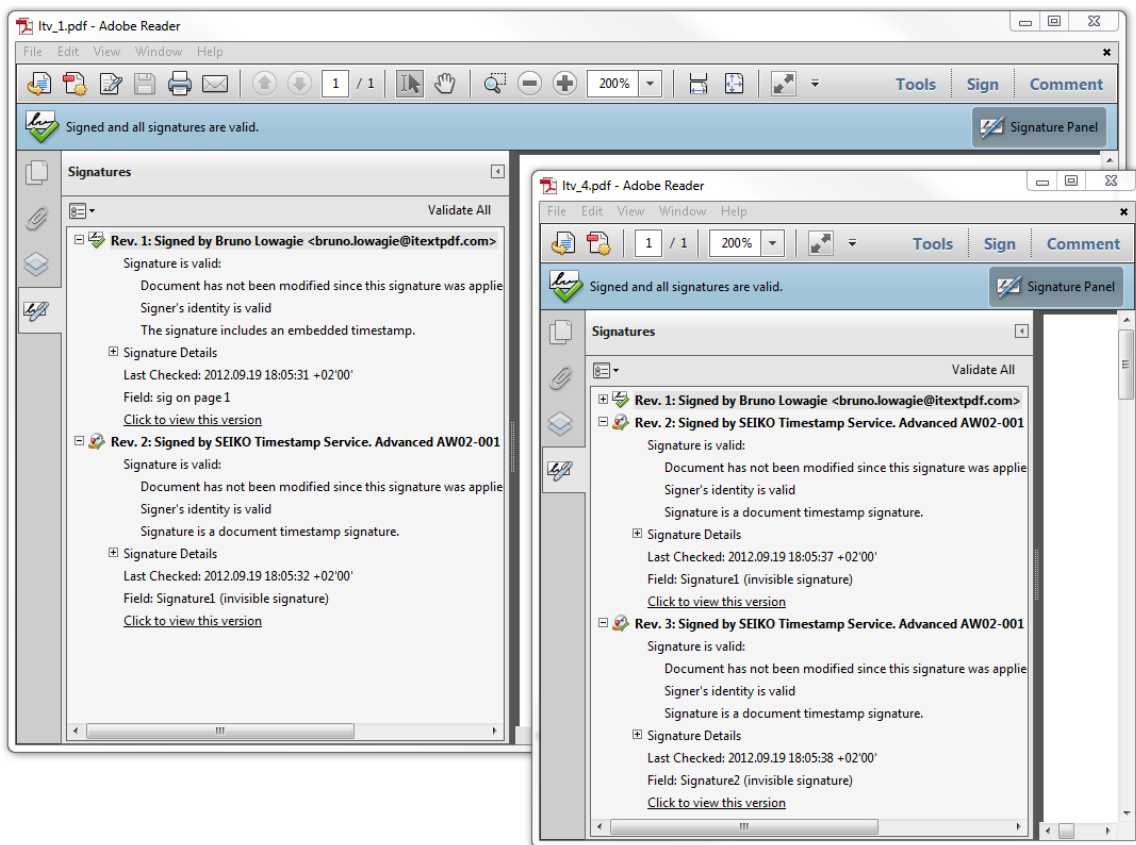 ltv_1.pdf - Adobe Reader
File Edit View Window Help
1 / 1 200% Tools Sign Comment
Signed and all signatures are valid. Signature Panel
Signatures
Validate All
Rev. 1: Signed by Bruno Lowagie <bruno.lowagie@itextpdf.com>
Signature is valid:
Document has not been modified since this signature was applie
Signer's identity is valid
The signature includes an embedded timestamp.
Signature Details
Last Checked: 2012.09.19 18:05:31 +02'00'
Field: sig on page 1
Click to view this version
Rev. 2: Signed by SEIKO Timestamp Service. Advanced AW02-001
Signature is valid:
Document has not been modified since this signature was applie
Signer's identity is valid
Signature is a document timestamp signature.
Signature Details
Last Checked: 2012.09.19 18:05:32 +02'00'
Field: Signature1 (invisible signature)
Click to view this version
ltv_4.pdf - Adobe Reader
File Edit View Window Help
1 / 1 200% Tools Sign Comment
Signed and all signatures are valid. Signature Panel
Signatures
Validate All
Rev. 1: Signed by Bruno Lowagie <bruno.lowagie@itextpdf.com>
Rev. 2: Signed by SEIKO Timestamp Service. Advanced AW02-001
Signature is valid:
Document has not been modified since this signature was applie
Signer's identity is valid
Signature is a document timestamp signature.
Signature Details
Last Checked: 2012.09.19 18:05:37 +02'00'
Field: Signature1 (invisible signature)
Click to view this version
Rev. 3: Signed by SEIKO Timestamp Service. Advanced AW02-001
Signature is valid:
Document has not been modified since this signature was applie
Signer's identity is valid
Signature is a document timestamp signature.
Signature Details
Last Checked: 2012.09.19 18:05:38 +02'00'
Field: Signature2 (invisible signature)
Click to view this version